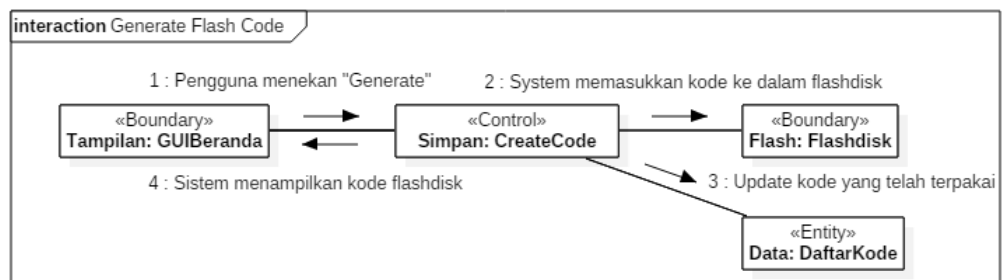 interaction Generate Flash Code
1 : Pengguna menekan "Generate"
2 : System memasukkan kode ke dalam flashdisk
«Boundary»
Tampilan: GUIBeranda
«Control»
Simpan: CreateCode
«Boundary»
Flash: Flashdisk
4 : Sistem menampilkan kode flashdisk
3 : Update kode yang telah terpakai
«Entity»
Data: DaftarKode